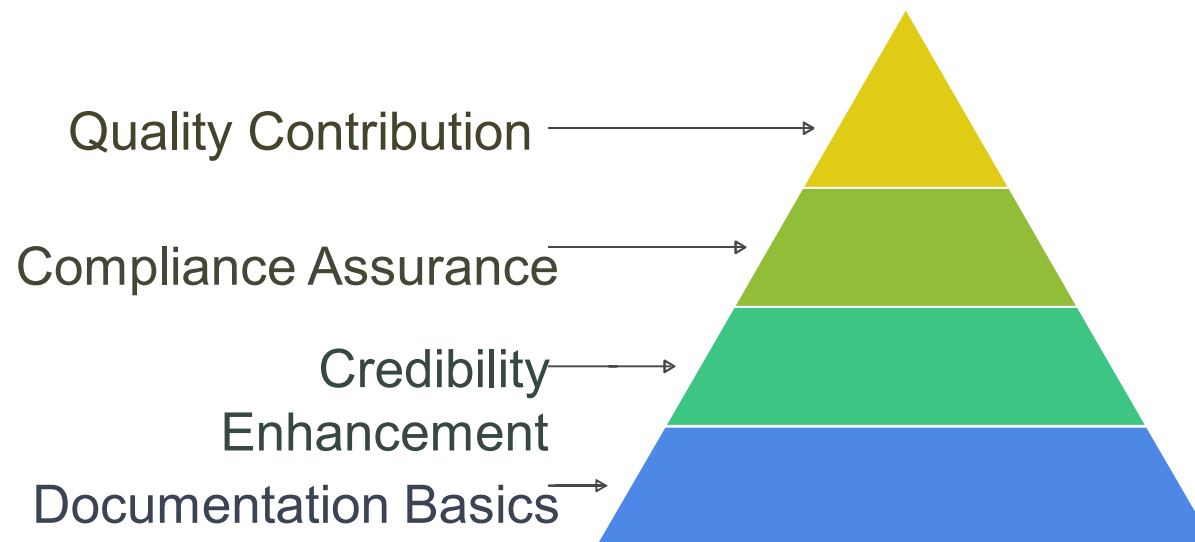 Quality Contribution
Compliance Assurance
Credibility
Enhancement
Documentation Basics